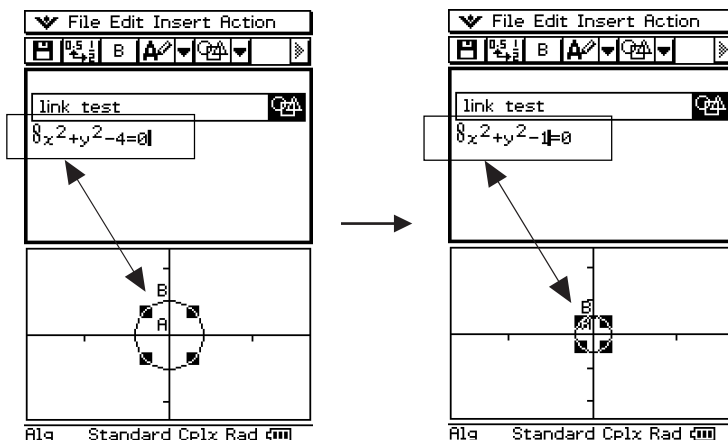 File Edit Insert Action
B
link test
x²+y²-4=0
B
A
Alg Standard Cplx Rad
File Edit Insert Action
B
link test
x²+y²-1=0
B
Alg Standard Cplx Rad